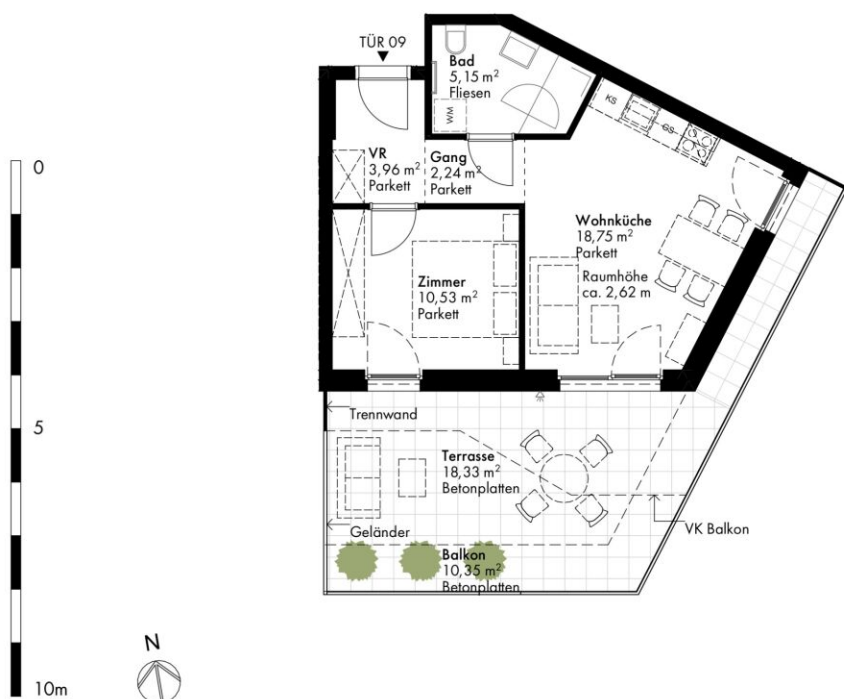 TÜR 09
Bad
5,15 m²
Fliesen
WM
KS
GS
VR
3,96 m²
Parkett
Gang
2,24 m²
Parkett
Wohnküche
18,75 m²
Parkett
Raumhöhe
ca. 2,62 m
Zimmer
10,53 m²
Parkett
Trennwand
Terrasse
18,33 m²
Betonplatten
Geländer
VK Balkon
Balkon
10,35 m²
Betonplatten
0
5
10m
N